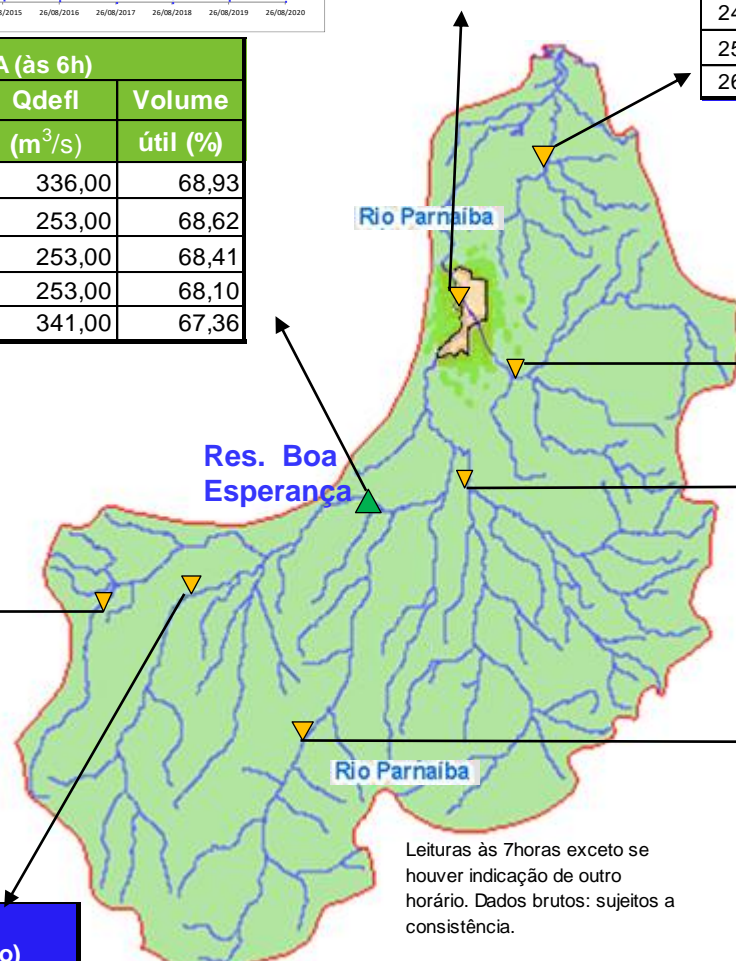 26/08/2016 26/08/2017 26/08/2018 26/08/2019 26/08/2020
24
25
26
A (às 6h)
Qdefl Volume
(m³/s) útil (%)
336,00 68,93
253,00 68,62
253,00 68,41
253,00 68,10
341,00 67,36
Rio Parnaíba
Res. Boa
Esperança
Rio Parnaíba
Leituras às 7horas exceto se
houver indicação de outro
horário. Dados brutos: sujeitos a
consistência.